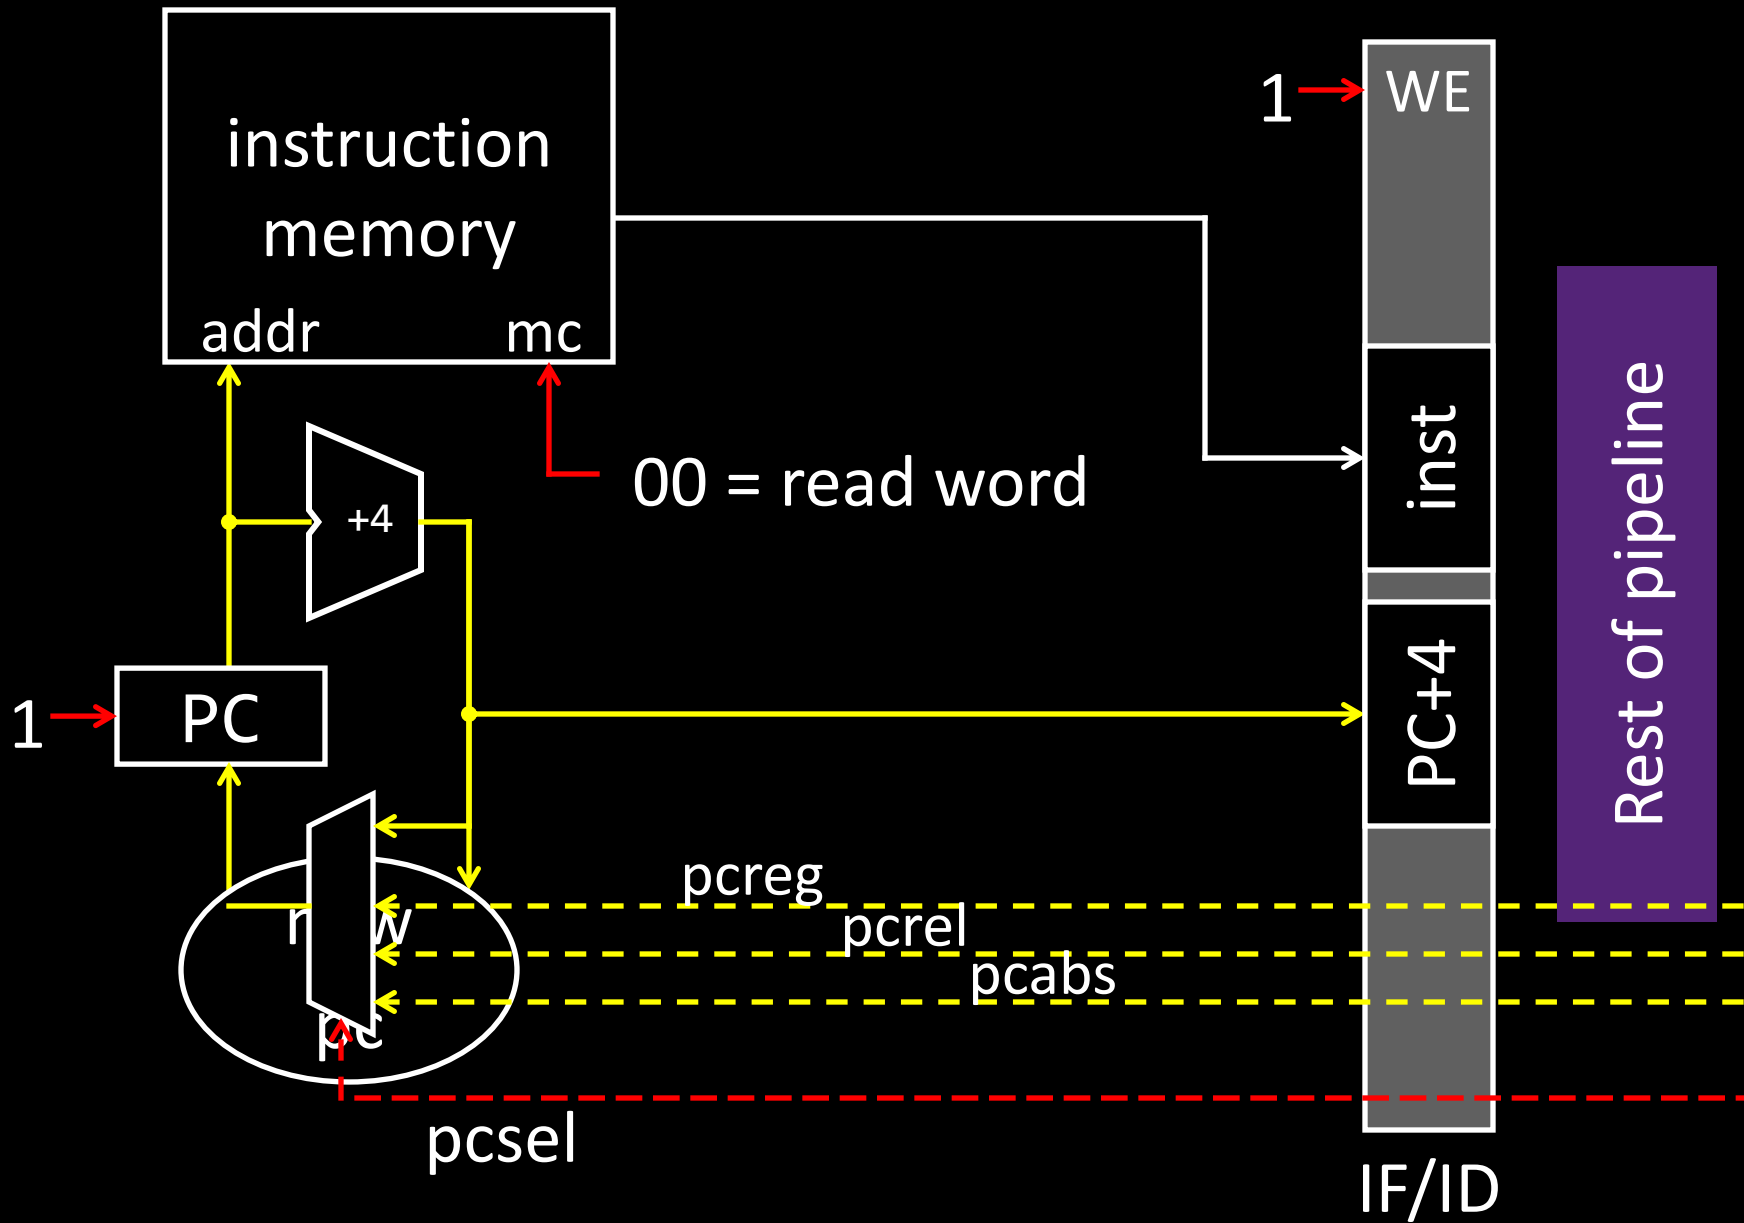 instruction
memory
addr
mc
1
WE
00 = read word
+4
inst
1
PC
PC+4
Rest of pipeline
pcreg
pcrel
pcabs
pc
pcsel
IF/ID